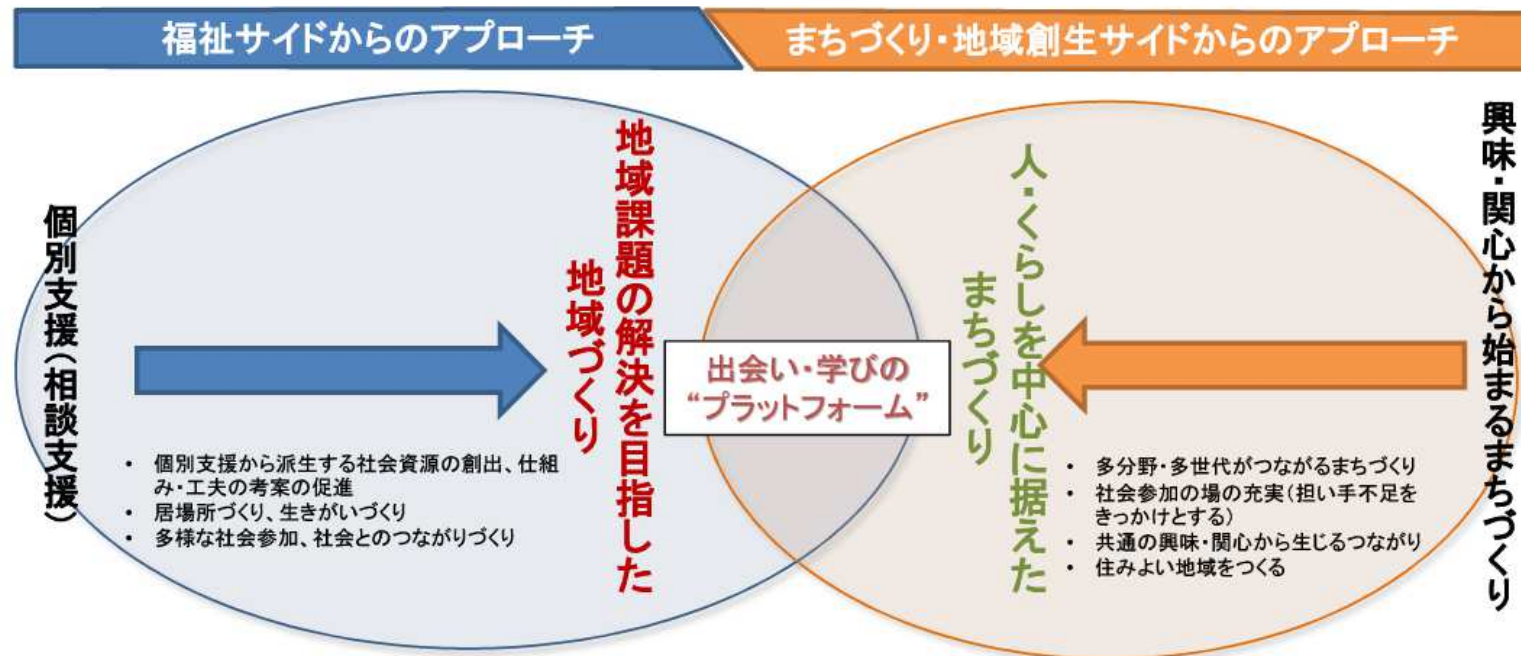 福祉サイドからのアプローチ
まちづくり・地域創生サイドからのアプローチ
個別支援(相談支援)
地域課題の解決を目指した
地域づくり
• 個別支援から派生する社会資源の創出、仕組
み・工夫の考案の促進
• 居場所づくり、生きがいづくり
• 多様な社会参加、社会とのつながりづくり
出会い・学びの
“プラットフォーム”
人・くらしを中心に据えた
まちづくり
• 多分野・多世代がつながるまちづくり
• 社会参加の場の充実(担い手不足を
きっかけとする)
• 共通の興味・関心から生じるつながり
• 住みよい地域をつくる
興味・関心から始まるまちづくり